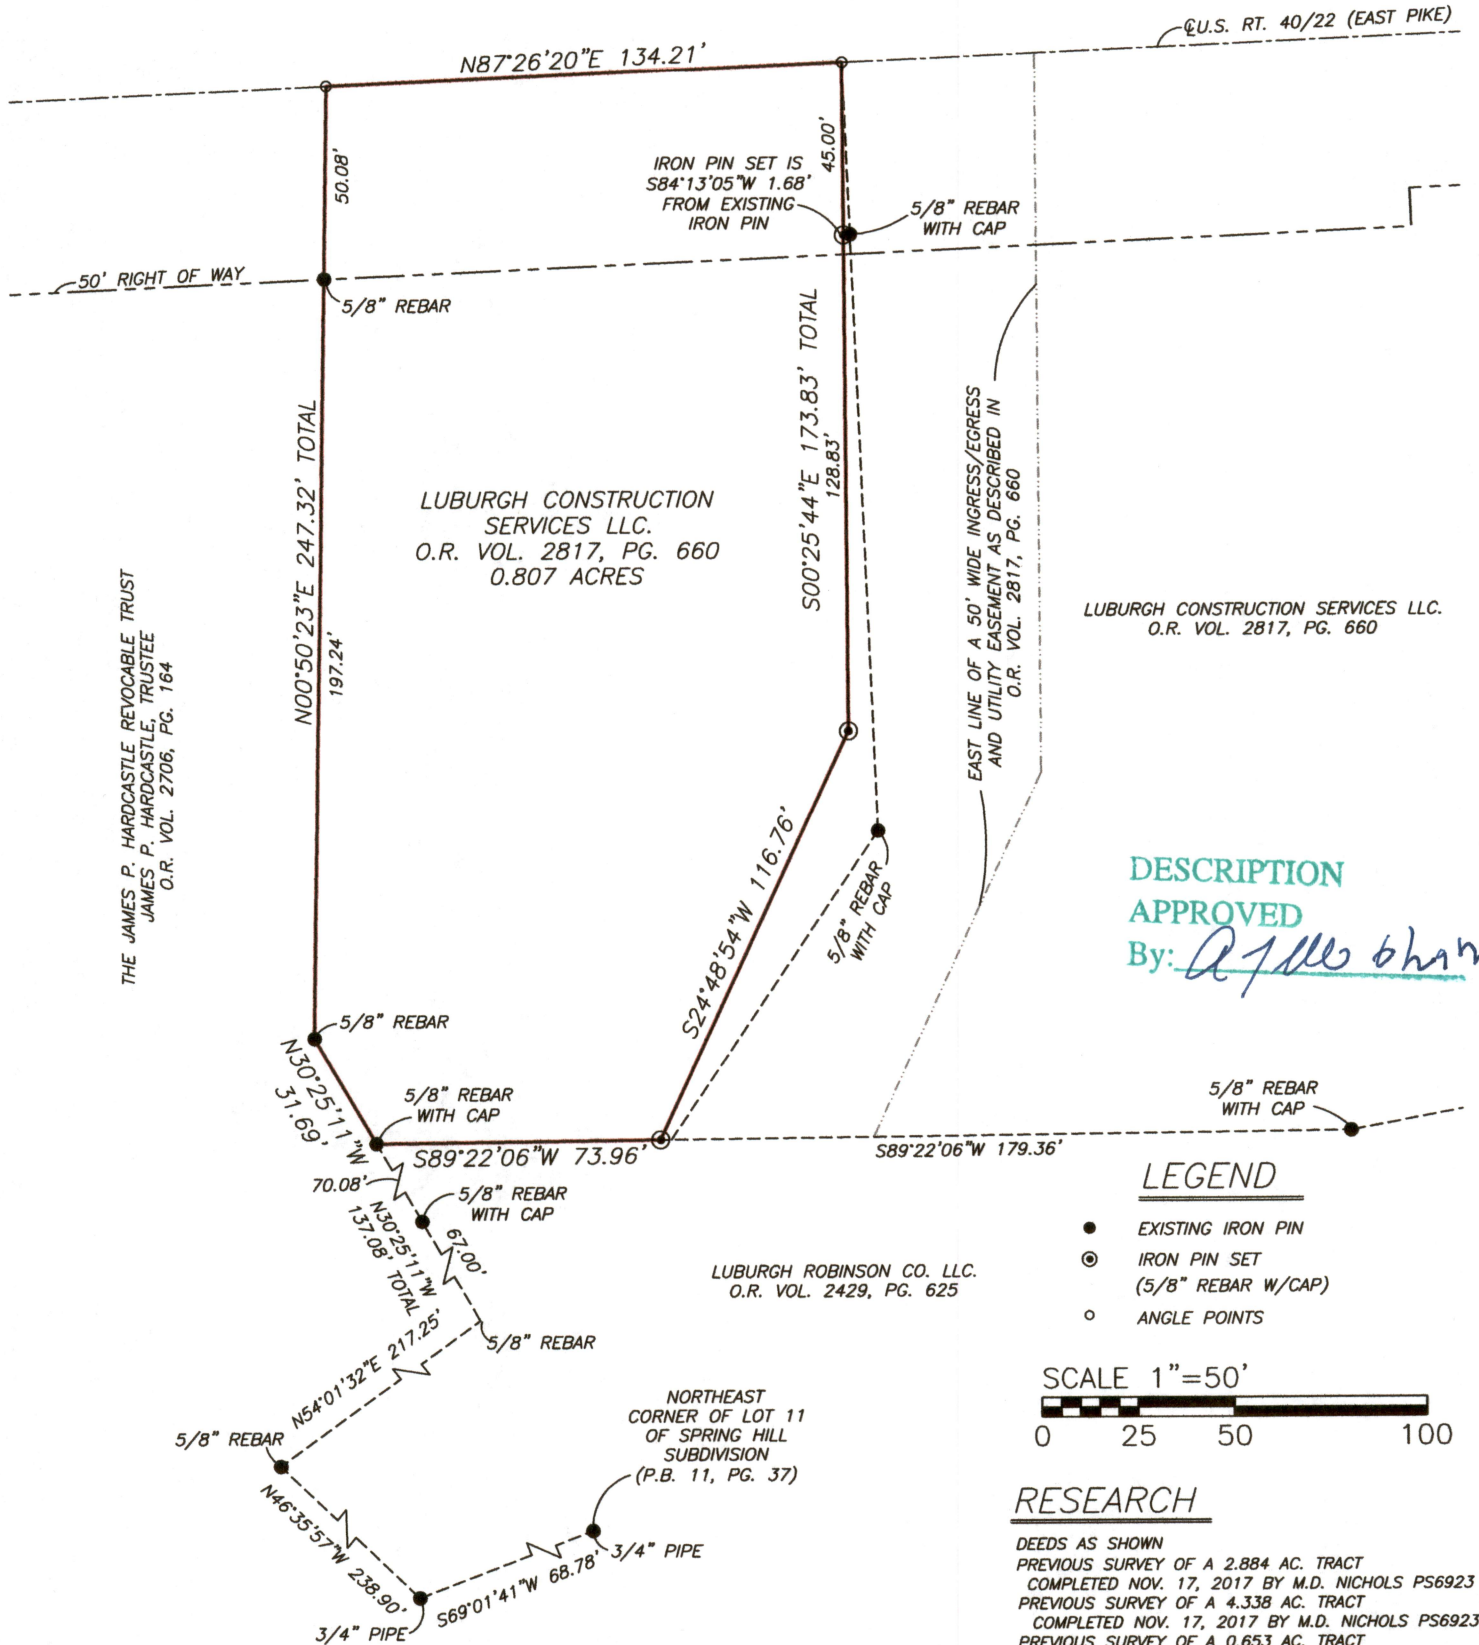 ℄U.S. RT. 40/22 (EAST PIKE)
N87°26'20"E 134.21'
50.08'
45.00'
IRON PIN SET IS
S84°13'05"W 1.68'
FROM EXISTING
IRON PIN
5/8" REBAR
WITH CAP
50' RIGHT OF WAY
5/8" REBAR
N00°50'23"E 247.32' TOTAL
197.24'
S00°25'44"E 173.83' TOTAL
128.83'
LUBURGH CONSTRUCTION
SERVICES LLC.
O.R. VOL. 2817, PG. 660
0.807 ACRES
EAST LINE OF A 50' WIDE INGRESS/EGRESS
AND UTILITY EASEMENT AS DESCRIBED IN
O.R. VOL. 2817, PG. 660
THE JAMES P. HARDCASTLE REVOCABLE TRUST
JAMES P. HARDCASTLE, TRUSTEE
O.R. VOL. 2706, PG. 164
LUBURGH CONSTRUCTION SERVICES LLC.
O.R. VOL. 2817, PG. 660
S24°48'54"W 116.76'
5/8" REBAR
WITH CAP
DESCRIPTION
APPROVED
By:
5/8" REBAR
N30°25'11"W
31.69'
5/8" REBAR
WITH CAP
S89°22'06"W 73.96'
5/8" REBAR
WITH CAP
S89°22'06"W 179.36'
70.08'
5/8" REBAR
WITH CAP
N30°25'11"W
137.08' TOTAL
67.00'
5/8" REBAR
LUBURGH ROBINSON CO. LLC.
O.R. VOL. 2429, PG. 625
LEGEND
EXISTING IRON PIN
IRON PIN SET
(5/8" REBAR W/CAP)
ANGLE POINTS
N54°01'32"E 217.25'
5/8" REBAR
NORTHEAST
CORNER OF LOT 11
OF SPRING HILL
SUBDIVISION
(P.B. 11, PG. 37)
SCALE 1"=50'
0 25 50 100
N46°35'57"W 238.90'
3/4" PIPE
S69°01'41"W 68.78'
3/4" PIPE
RESEARCH
DEEDS AS SHOWN
PREVIOUS SURVEY OF A 2.884 AC. TRACT
COMPLETED NOV. 17, 2017 BY M.D. NICHOLS PS6923
PREVIOUS SURVEY OF A 4.338 AC. TRACT
COMPLETED NOV. 17, 2017 BY M.D. NICHOLS PS6923
PREVIOUS SURVEY OF A 0.653 AC. TRACT